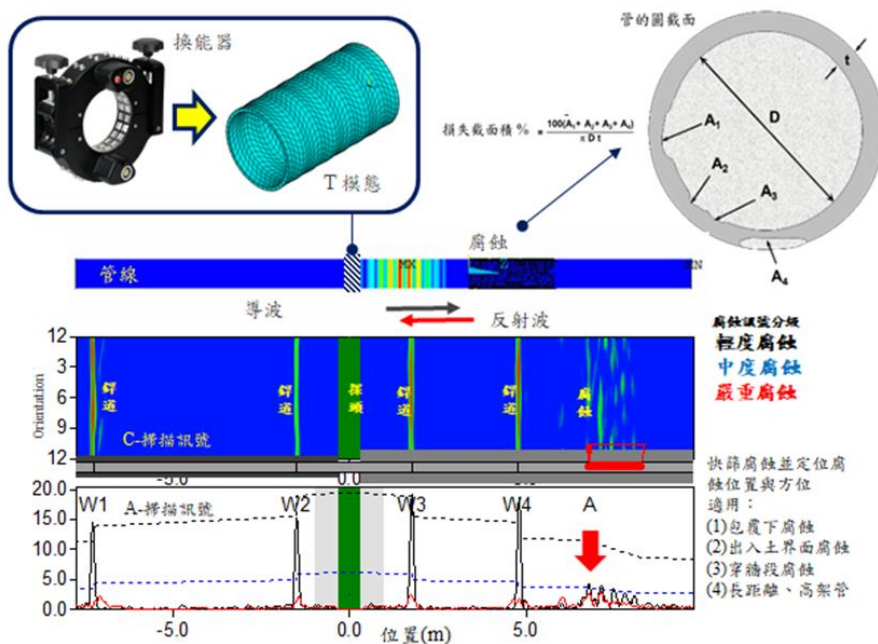 換能器
T 模態
管的圓截面
t
D
A1
A2
A3
A4
損失截面積 % = 100(A1 + A2 + A3 + A4) / π D t
腐蝕
管線
MX
導波
反射波
腐蝕訊號分級
輕度腐蝕
中度腐蝕
嚴重腐蝕
Orientation
12
3
6
9
12
銲道
銲道
探頭
銲道
銲道
腐蝕
C-掃描訊號
-5.0
0.0
5.0
20.0
15.0
10.0
5.0
0.0
W1
A-掃描訊號
W2
W3
W4
A
-5.0
0.0
5.0
位置(m)
快篩腐蝕並定位腐
蝕位置與方位
適用：
(1)包覆下腐蝕
(2)出入土界面腐蝕
(3)穿牆段腐蝕
(4)長距離、高架管